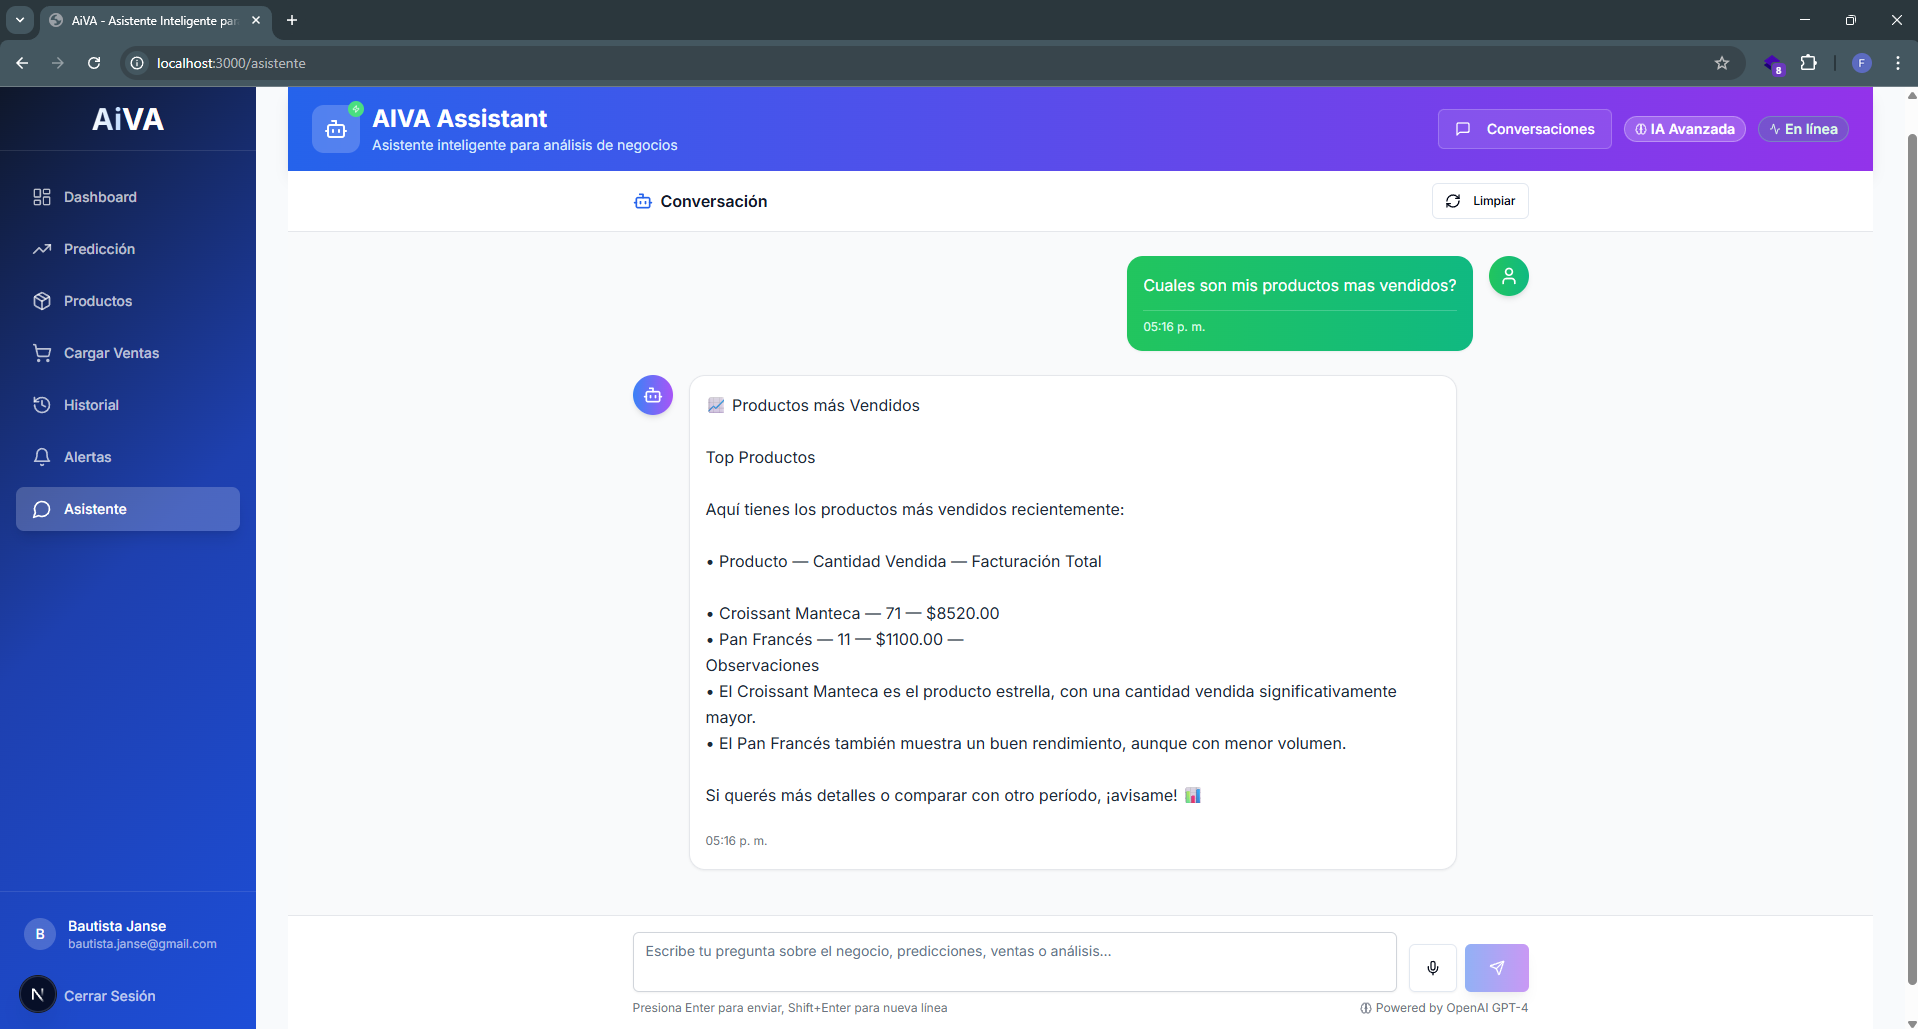 AiVA - Asistente Inteligente par
localhost:3000/asistente
8
F
AiVA
Dashboard
Predicción
Productos
Cargar Ventas
Historial
Alertas
Asistente
B
Bautista Janse
bautista.janse@gmail.com
N
Cerrar Sesión
AIVA Assistant
Asistente inteligente para análisis de negocios
Conversaciones
IA Avanzada
En línea
Conversación
Limpiar
Cuales son mis productos mas vendidos?
05:16 p. m.
Productos más Vendidos
Top Productos
Aquí tienes los productos más vendidos recientemente:
• Producto — Cantidad Vendida — Facturación Total
• Croissant Manteca — 71 — $8520.00
• Pan Francés — 11 — $1100.00 —
Observaciones
• El Croissant Manteca es el producto estrella, con una cantidad vendida significativamente
mayor.
• El Pan Francés también muestra un buen rendimiento, aunque con menor volumen.
Si querés más detalles o comparar con otro período, ¡avisame!
05:16 p. m.
Escribe tu pregunta sobre el negocio, predicciones, ventas o análisis...
Presiona Enter para enviar, Shift+Enter para nueva línea
Powered by OpenAI GPT-4